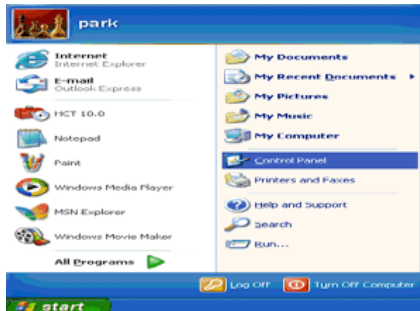 park
Internet
Internet Explorer
E-mail
Outlook Express
HCT 10.0
Notepad
Paint
Windows Media Player
MSN Explorer
Windows Movie Maker
All Programs
My Documents
My Recent Documents
My Pictures
My Music
My Computer
Control Panel
Printers and Faxes
Help and Support
Search
Run...
Log Off
Turn Off Computer
start